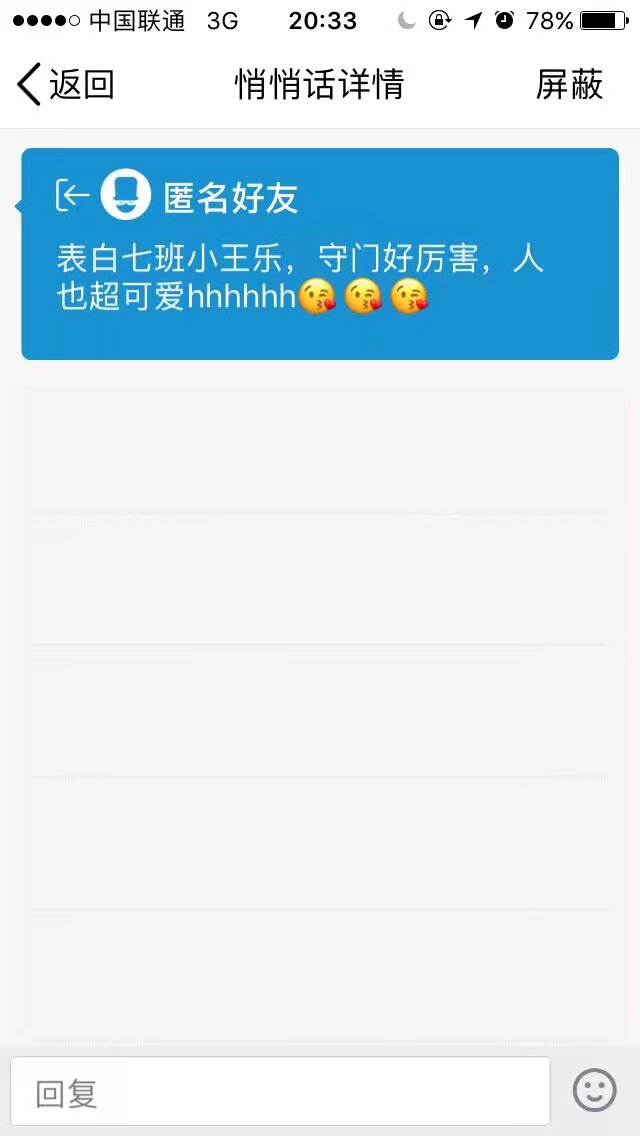 中国联通 3G 20:33 78%
返回 悄悄话详情 屏蔽
匿名好友
表白七班小王乐，守门好厉害，人
也超可爱hhhhhh😘😘😘
回复